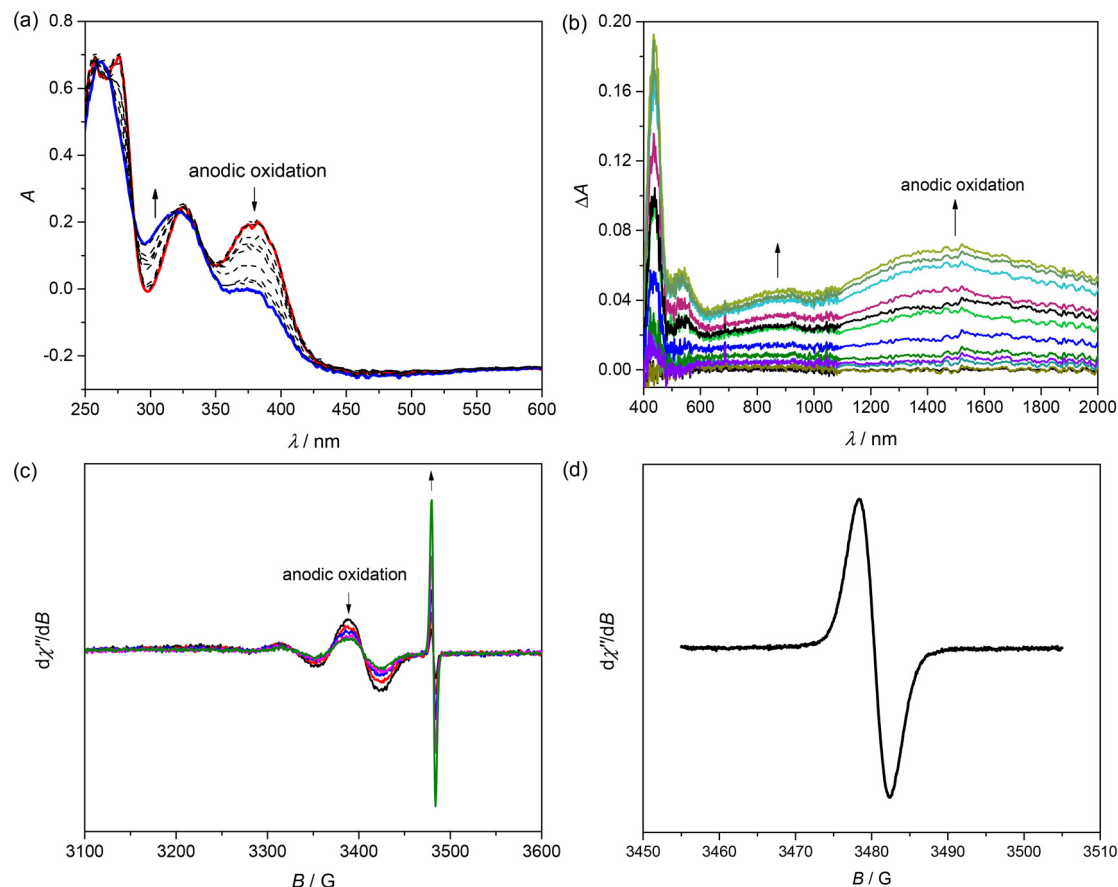 (a)
0.8
0.6
0.4
0.2
0.0
-0.2
A
anodic oxidation
250 300 350 400 450 500 550 600
λ / nm
(b)
0.20
0.16
0.12
0.08
0.04
0.00
ΔA
anodic oxidation
400 600 800 1000 1200 1400 1600 1800 2000
λ / nm
(c)
dχ″/dB
anodic oxidation
3100 3200 3300 3400 3500 3600
B / G
(d)
dχ″/dB
3450 3460 3470 3480 3490 3500 3510
B / G